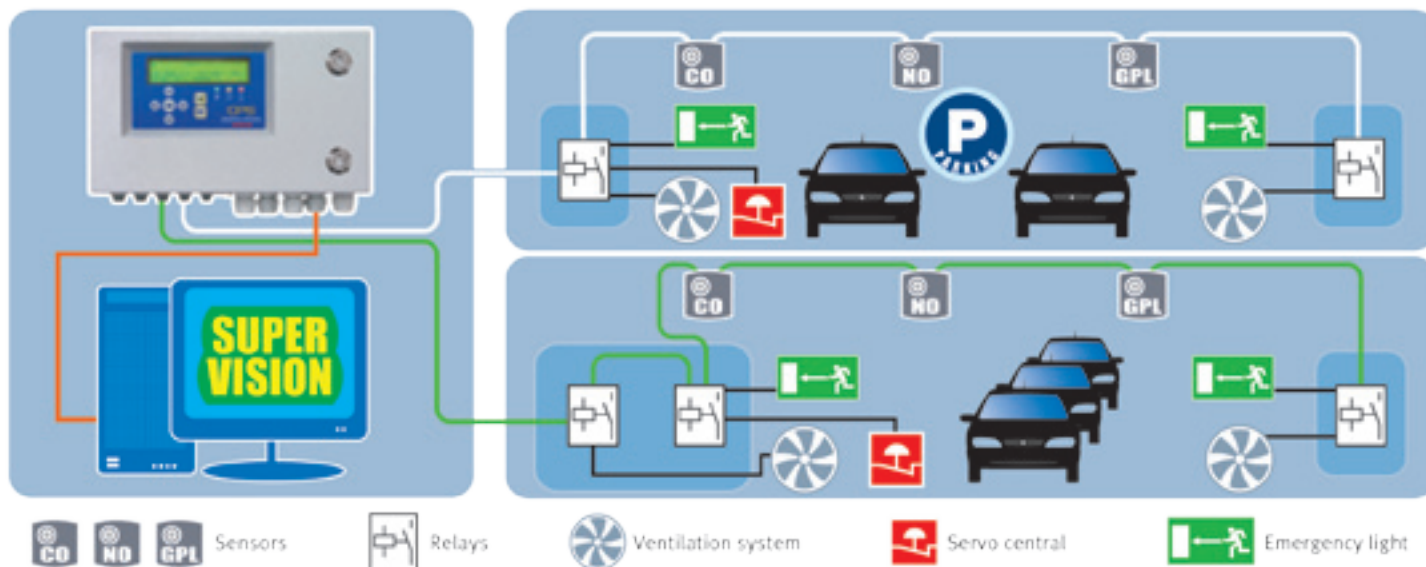 CO
NO
GPL
P
PARKING
SUPER
VISION
CO
NO
GPL
CO
NO
GPL
Sensors
Relays
Ventilation system
Servo central
Emergency light